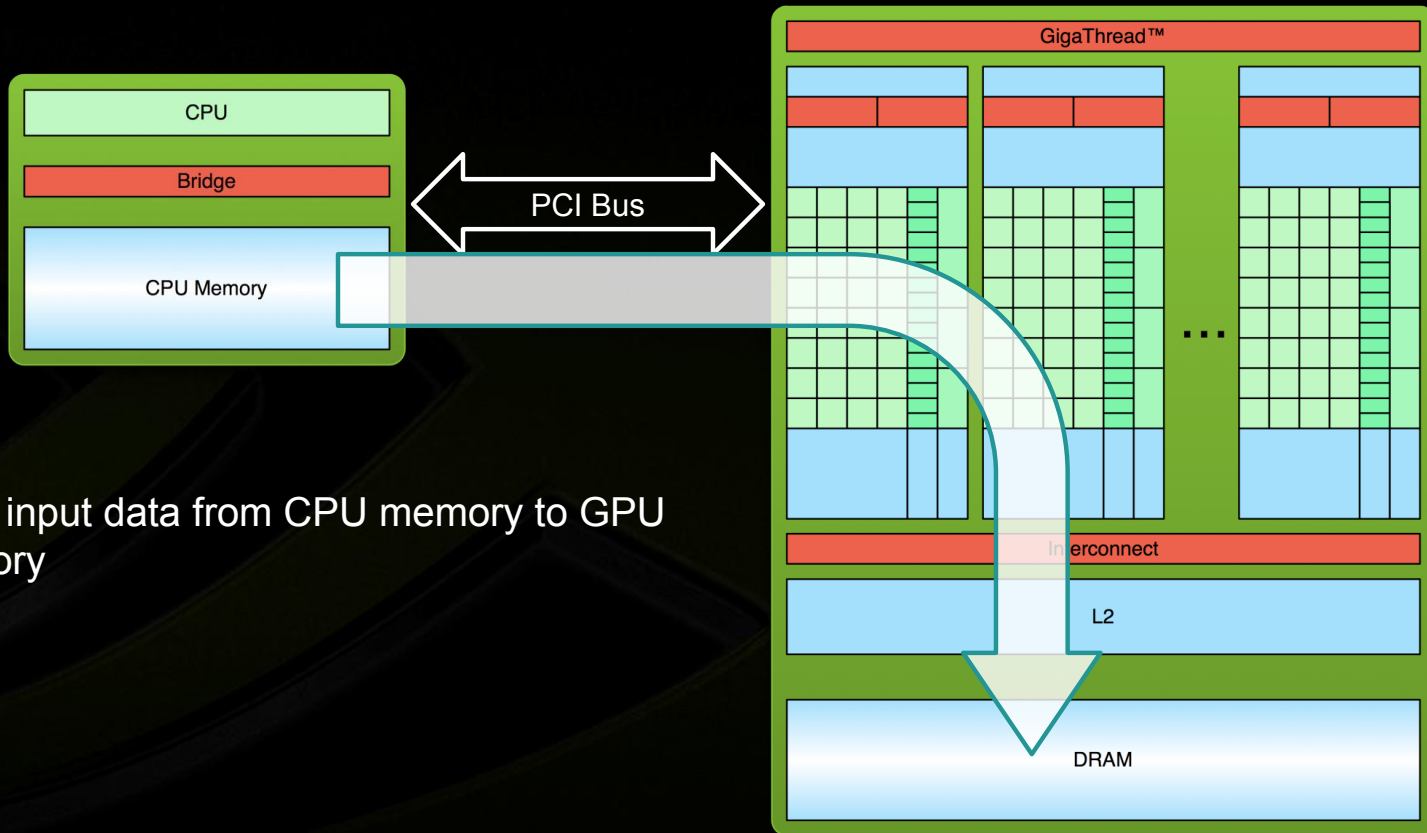 GigaThread™
CPU
Bridge
PCI Bus
CPU Memory
...
input data from CPU memory to GPU
ory
Interconnect
L2
DRAM